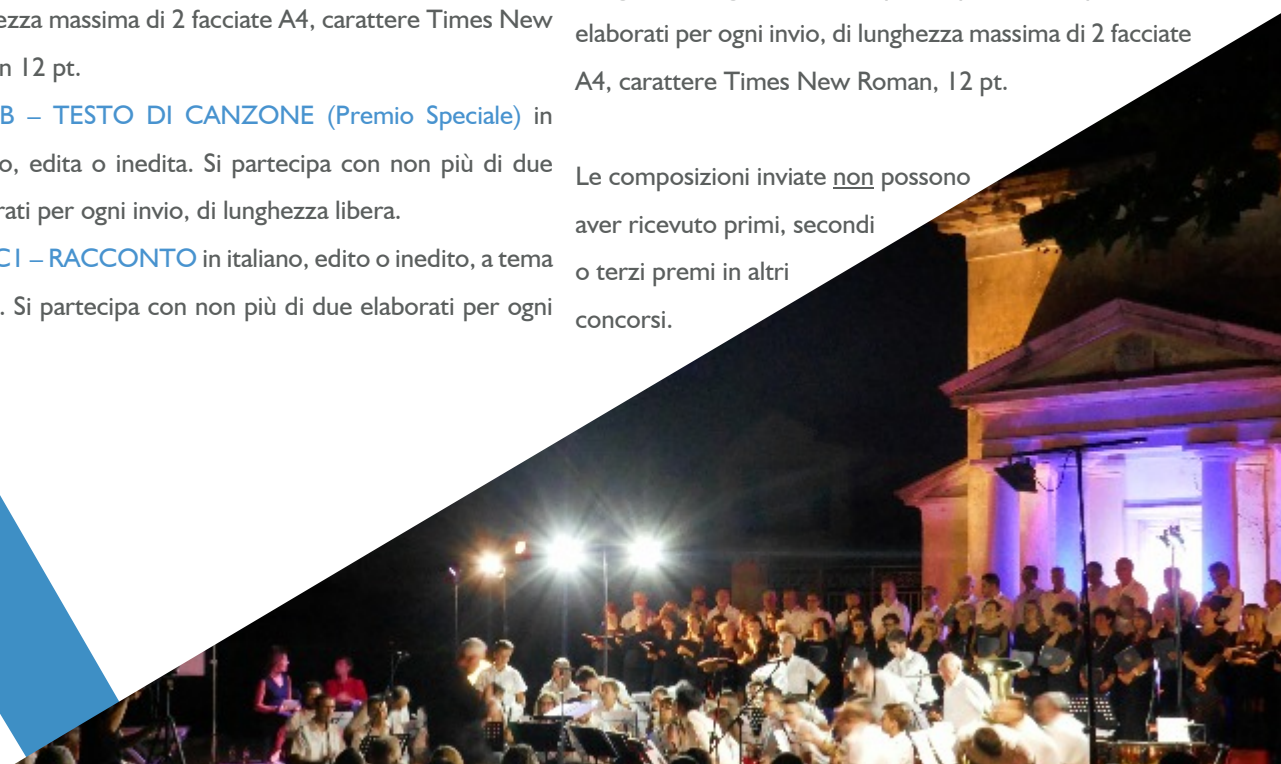 ezza massima di 2 facciate A4, carattere Times New
n 12 pt.
B – TESTO DI CANZONE (Premio Speciale) in
o, edita o inedita. Si partecipa con non più di due
rati per ogni invio, di lunghezza libera.
C1 – RACCONTO in italiano, edito o inedito, a tema
. Si partecipa con non più di due elaborati per ogni
elaborati per ogni invio, di lunghezza massima di 2 facciate
A4, carattere Times New Roman, 12 pt.
Le composizioni inviate non possono
aver ricevuto primi, secondi
o terzi premi in altri
concorsi.